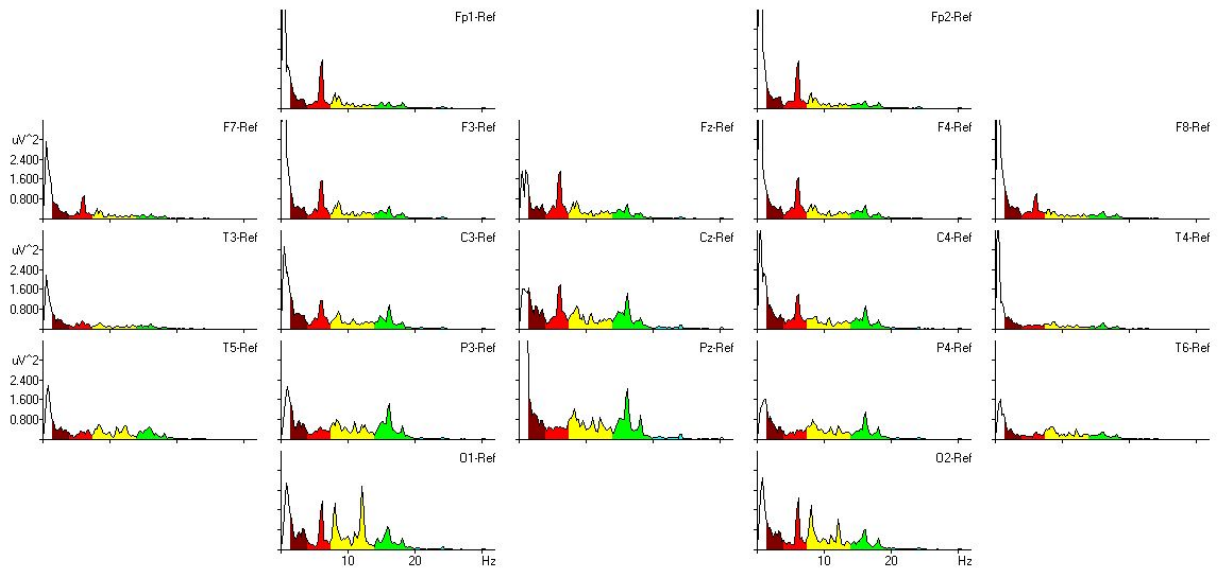 Fp1-Ref Fp2-Ref
F7-Ref F3-Ref Fz-Ref F4-Ref F8-Ref
uV^2
2.400
1.600
0.800
T3-Ref C3-Ref Cz-Ref C4-Ref T4-Ref
uV^2
2.400
1.600
0.800
T5-Ref P3-Ref Pz-Ref P4-Ref T6-Ref
uV^2
2.400
1.600
0.800
O1-Ref O2-Ref
10 20 Hz 10 20 Hz